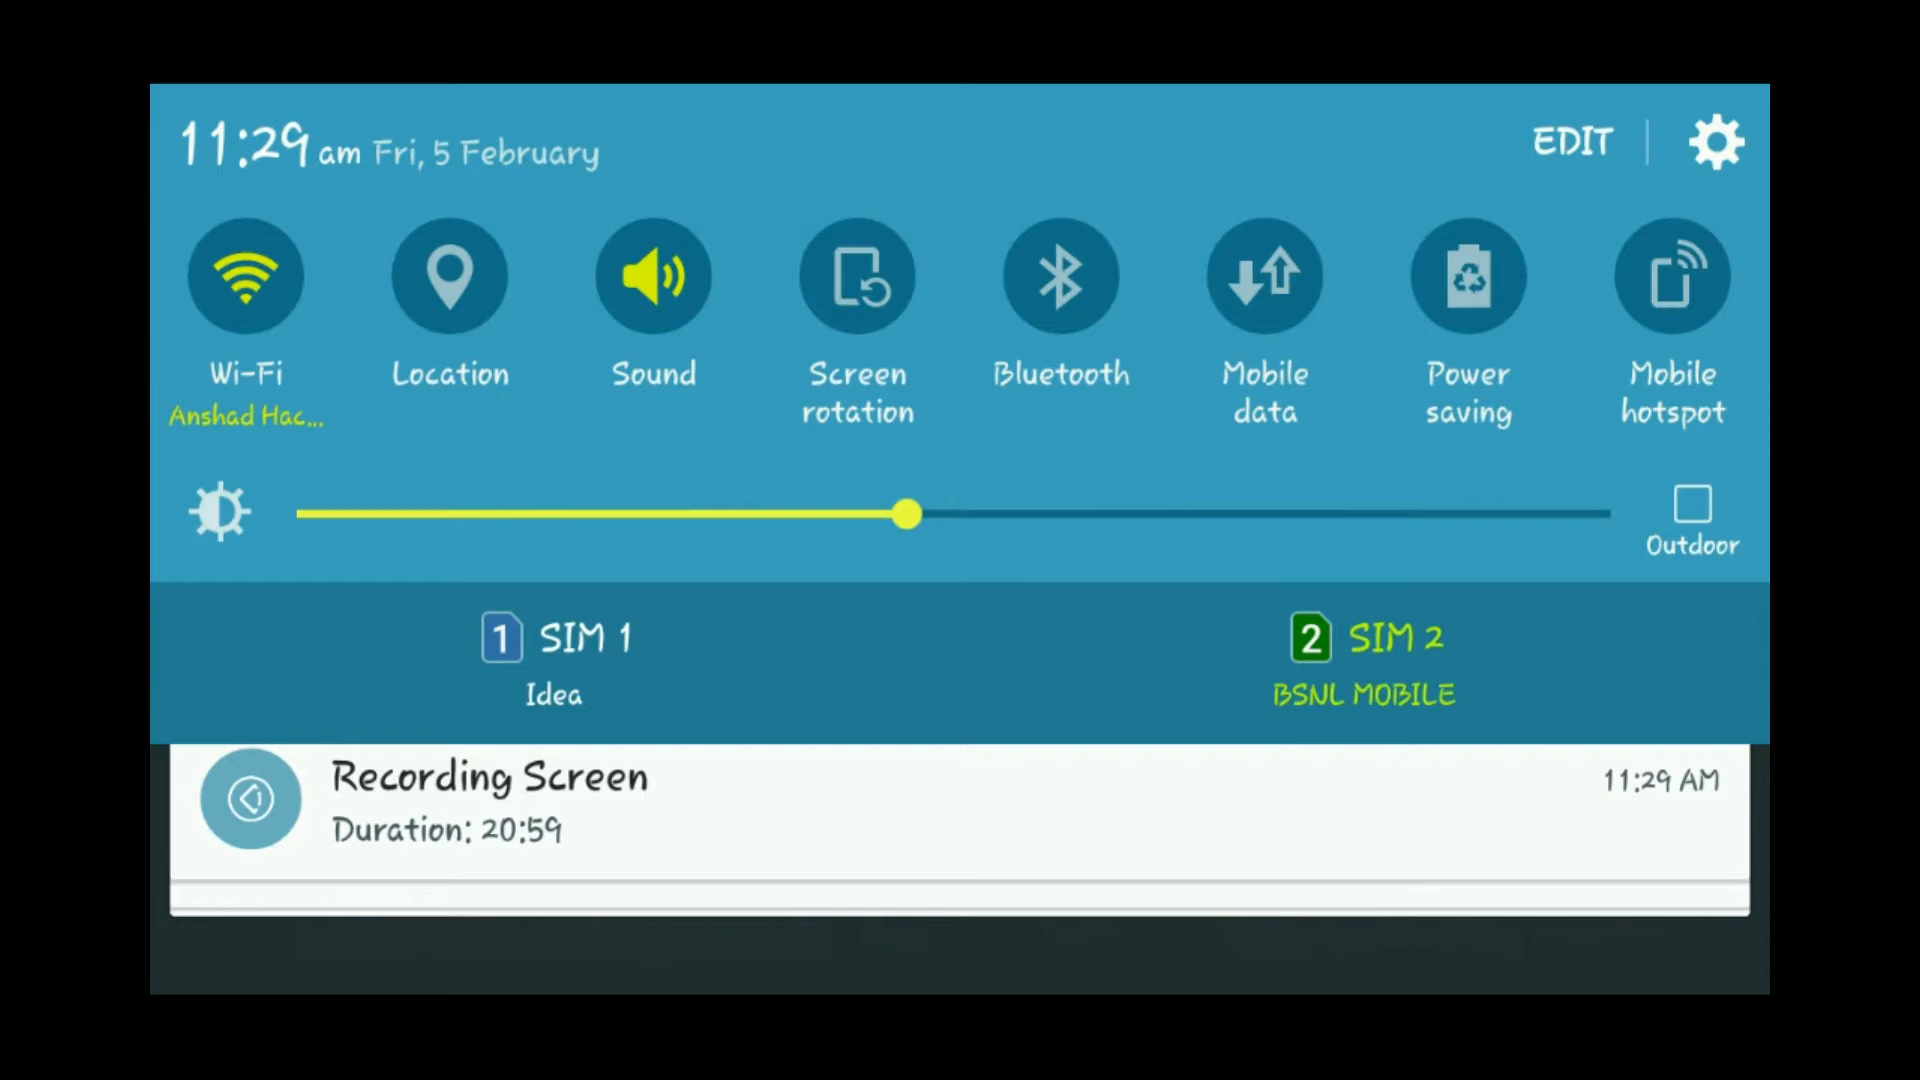 11:29 am Fri, 5 February
EDIT
Wi-Fi
Anshad Hac...
Location
Sound
Screen
rotation
Bluetooth
Mobile
data
Power
saving
Mobile
hotspot
Outdoor
1 SIM 1
Idea
2 SIM 2
BSNL MOBILE
Recording Screen
11:29 AM
Duration: 20:59